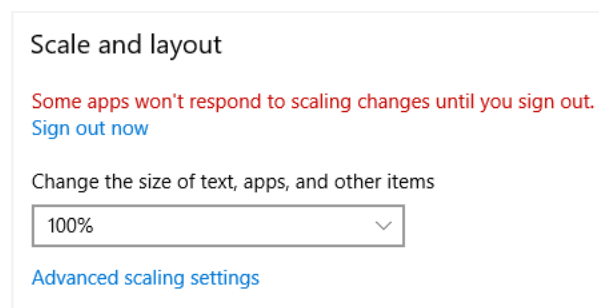 Scale and layout
Some apps won't respond to scaling changes until you sign out.
Sign out now
Change the size of text, apps, and other items
100%
Advanced scaling settings